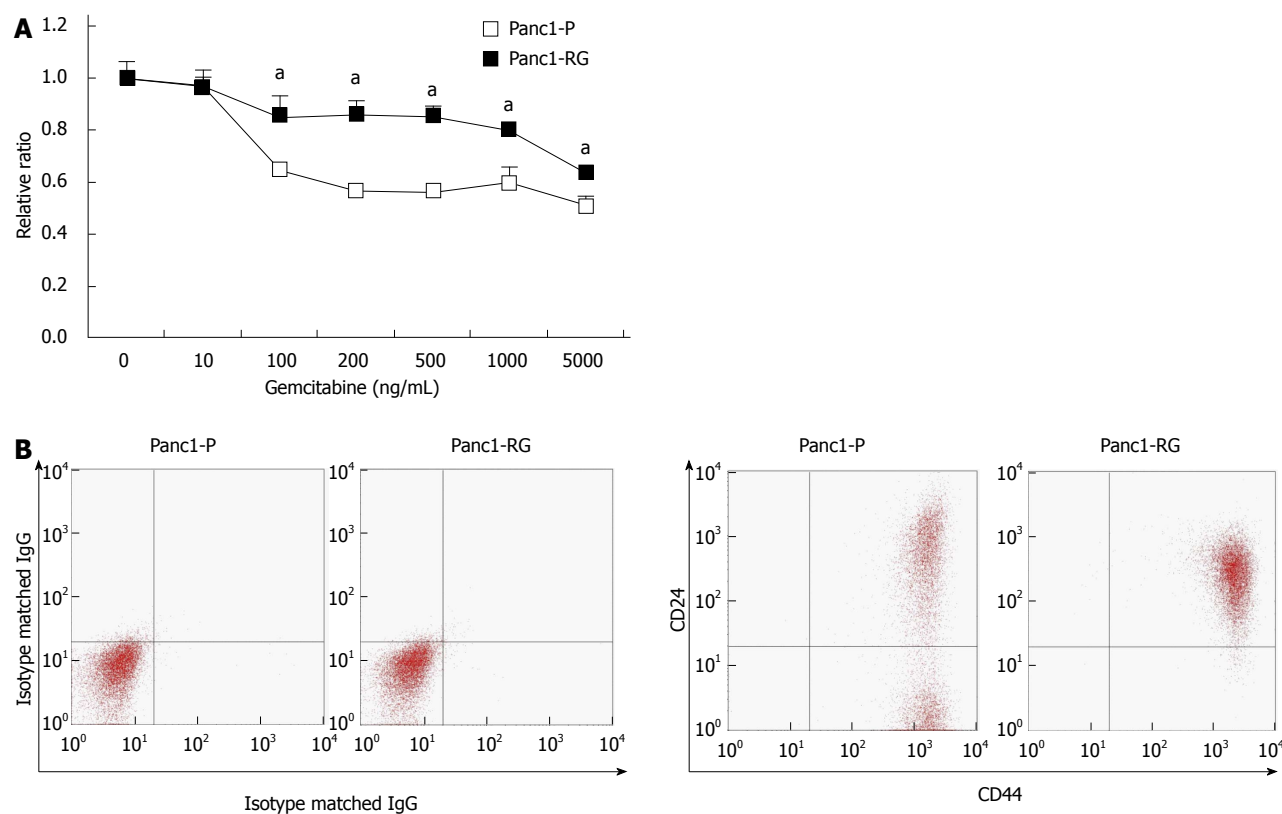 A
1.2
1.0
0.8
0.6
0.4
0.2
0.0
Relative ratio
Panc1-P
Panc1-RG
a a a a a
0 10 100 200 500 1000 5000
Gemcitabine (ng/mL)
B
Panc1-P Panc1-RG Panc1-P Panc1-RG
Isotype matched IgG
10⁴
10³
10²
10¹
10⁰
10⁰ 10¹ 10² 10³ 10⁴
10⁴
10³
10²
10¹
10⁰
10⁰ 10¹ 10² 10³ 10⁴
Isotype matched IgG
CD24
10⁴
10³
10²
10¹
10⁰
10⁰ 10¹ 10² 10³ 10⁴
10⁴
10³
10²
10¹
10⁰
10⁰ 10¹ 10² 10³ 10⁴
CD44